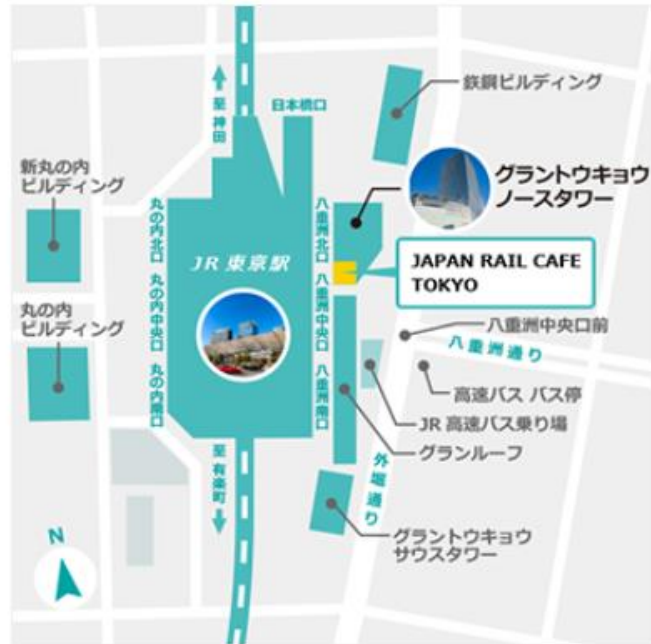 鉄鋼ビルディング
日本橋口
至 神田
新丸の内
ビルディング
グラントウキョウ
ノースタワー
丸の内北口
八重洲北口
JR 東京駅
JAPAN RAIL CAFE
TOKYO
丸の内
ビルディング
丸の内中央口
八重洲中央口
八重洲中央口前
八重洲通り
丸の内南口
八重洲南口
高速バス バス停
JR 高速バス乗り場
グランルーフ
至 有楽町
外堀通り
グラントウキョウ
サウスタワー
N